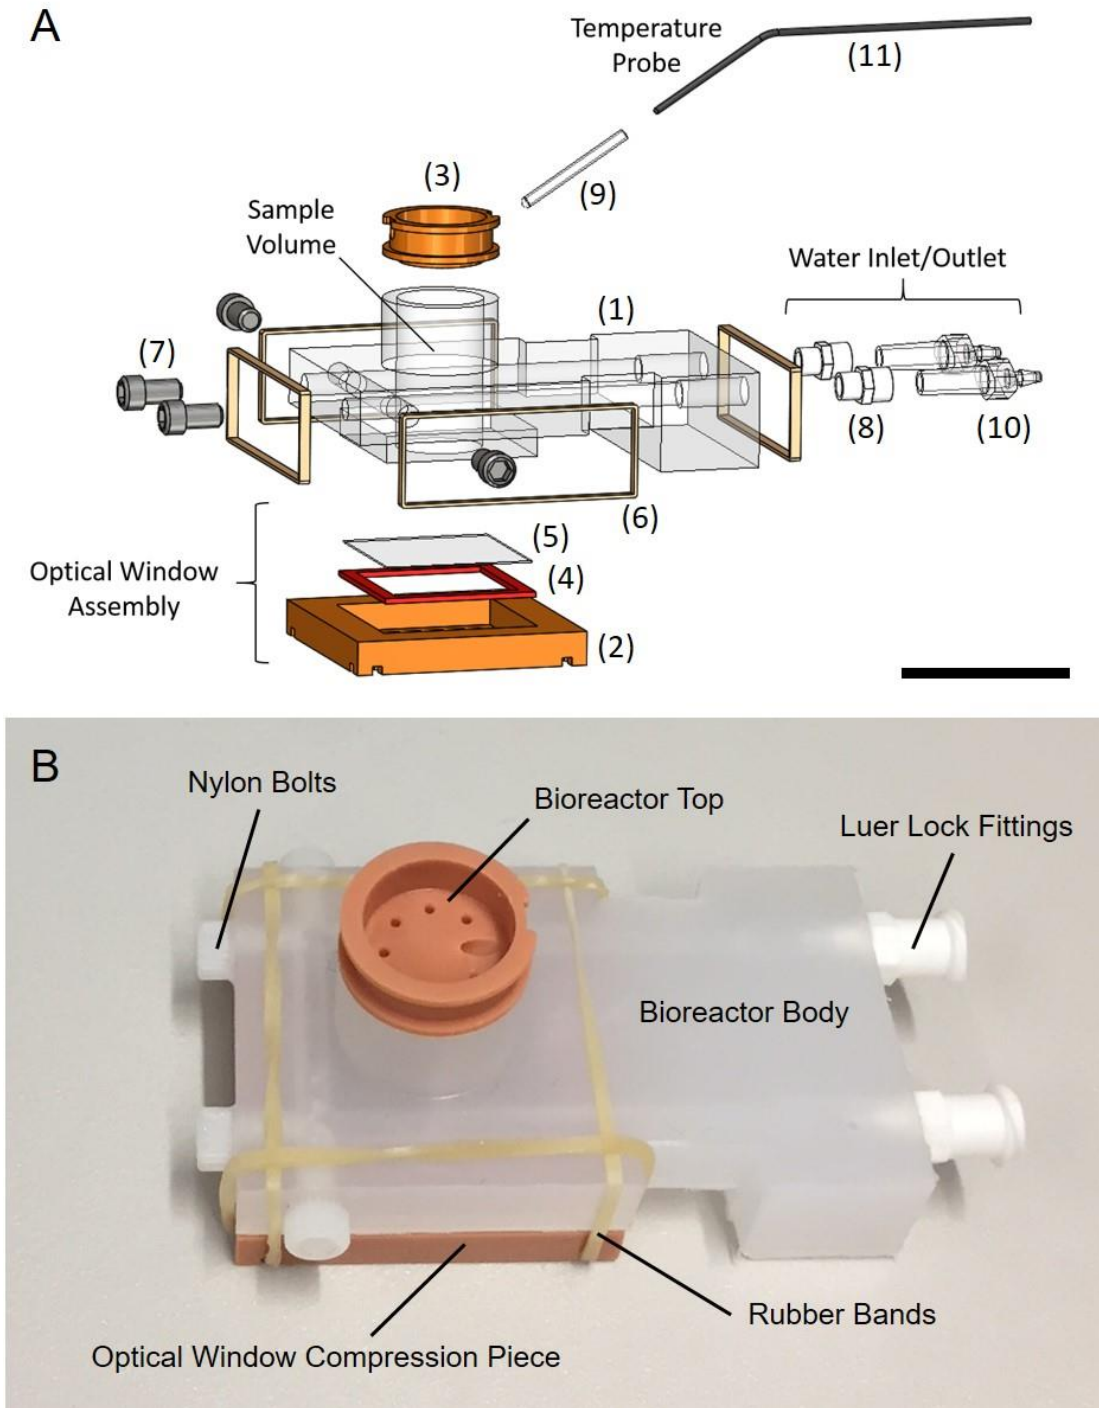 A
Temperature
Probe
(11)
(9)
(3)
Sample
Volume
Water Inlet/Outlet
(1)
(7)
(8)
(10)
(6)
(5)
(4)
Optical Window
Assembly
(2)
B
Nylon Bolts
Bioreactor Top
Luer Lock Fittings
Bioreactor Body
Rubber Bands
Optical Window Compression Piece